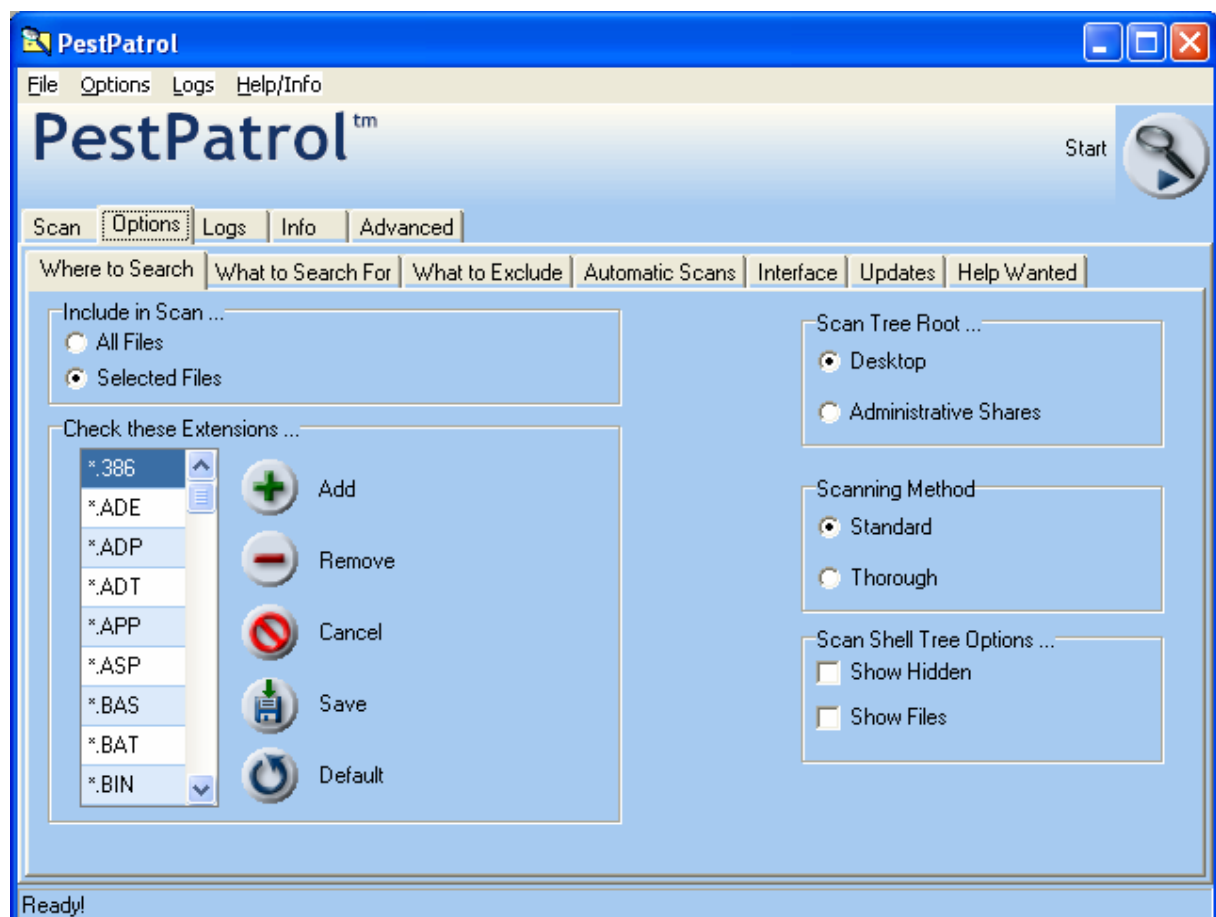 PestPatrol
File Options Logs Help/Info
PestPatrol tm
Start
Scan Options Logs Info Advanced
Where to Search What to Search For What to Exclude Automatic Scans Interface Updates Help Wanted
Include in Scan ...
All Files
Selected Files
Check these Extensions ...
*.386
*.ADE
*.ADP
*.ADT
*.APP
*.ASP
*.BAS
*.BAT
*.BIN
Add
Remove
Cancel
Save
Default
Scan Tree Root ...
Desktop
Administrative Shares
Scanning Method
Standard
Thorough
Scan Shell Tree Options ...
Show Hidden
Show Files
Ready!